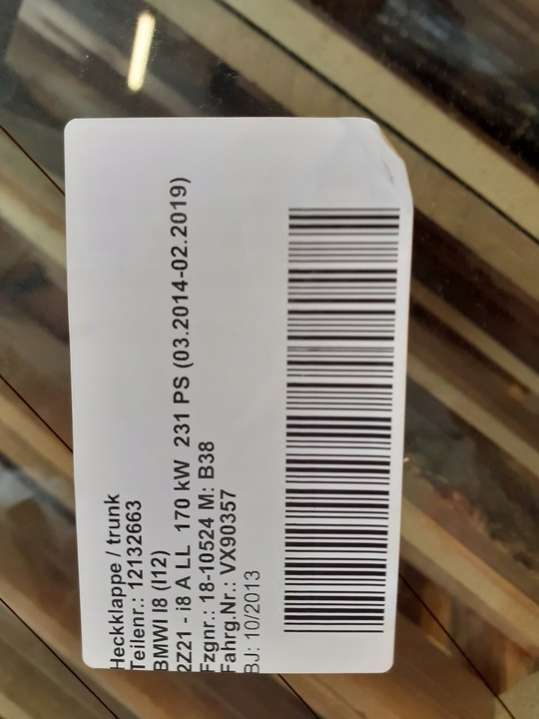 Heckklappe / trunk
Teilenr.: 12132663
BMWI I8 (I12)
2Z21 - i8 A LL 170 kW 231 PS (03.2014-02.2019)
Fzgnr.: 18-10524 M: B38
Fahrg.Nr.: VX90357
BJ: 10/2013